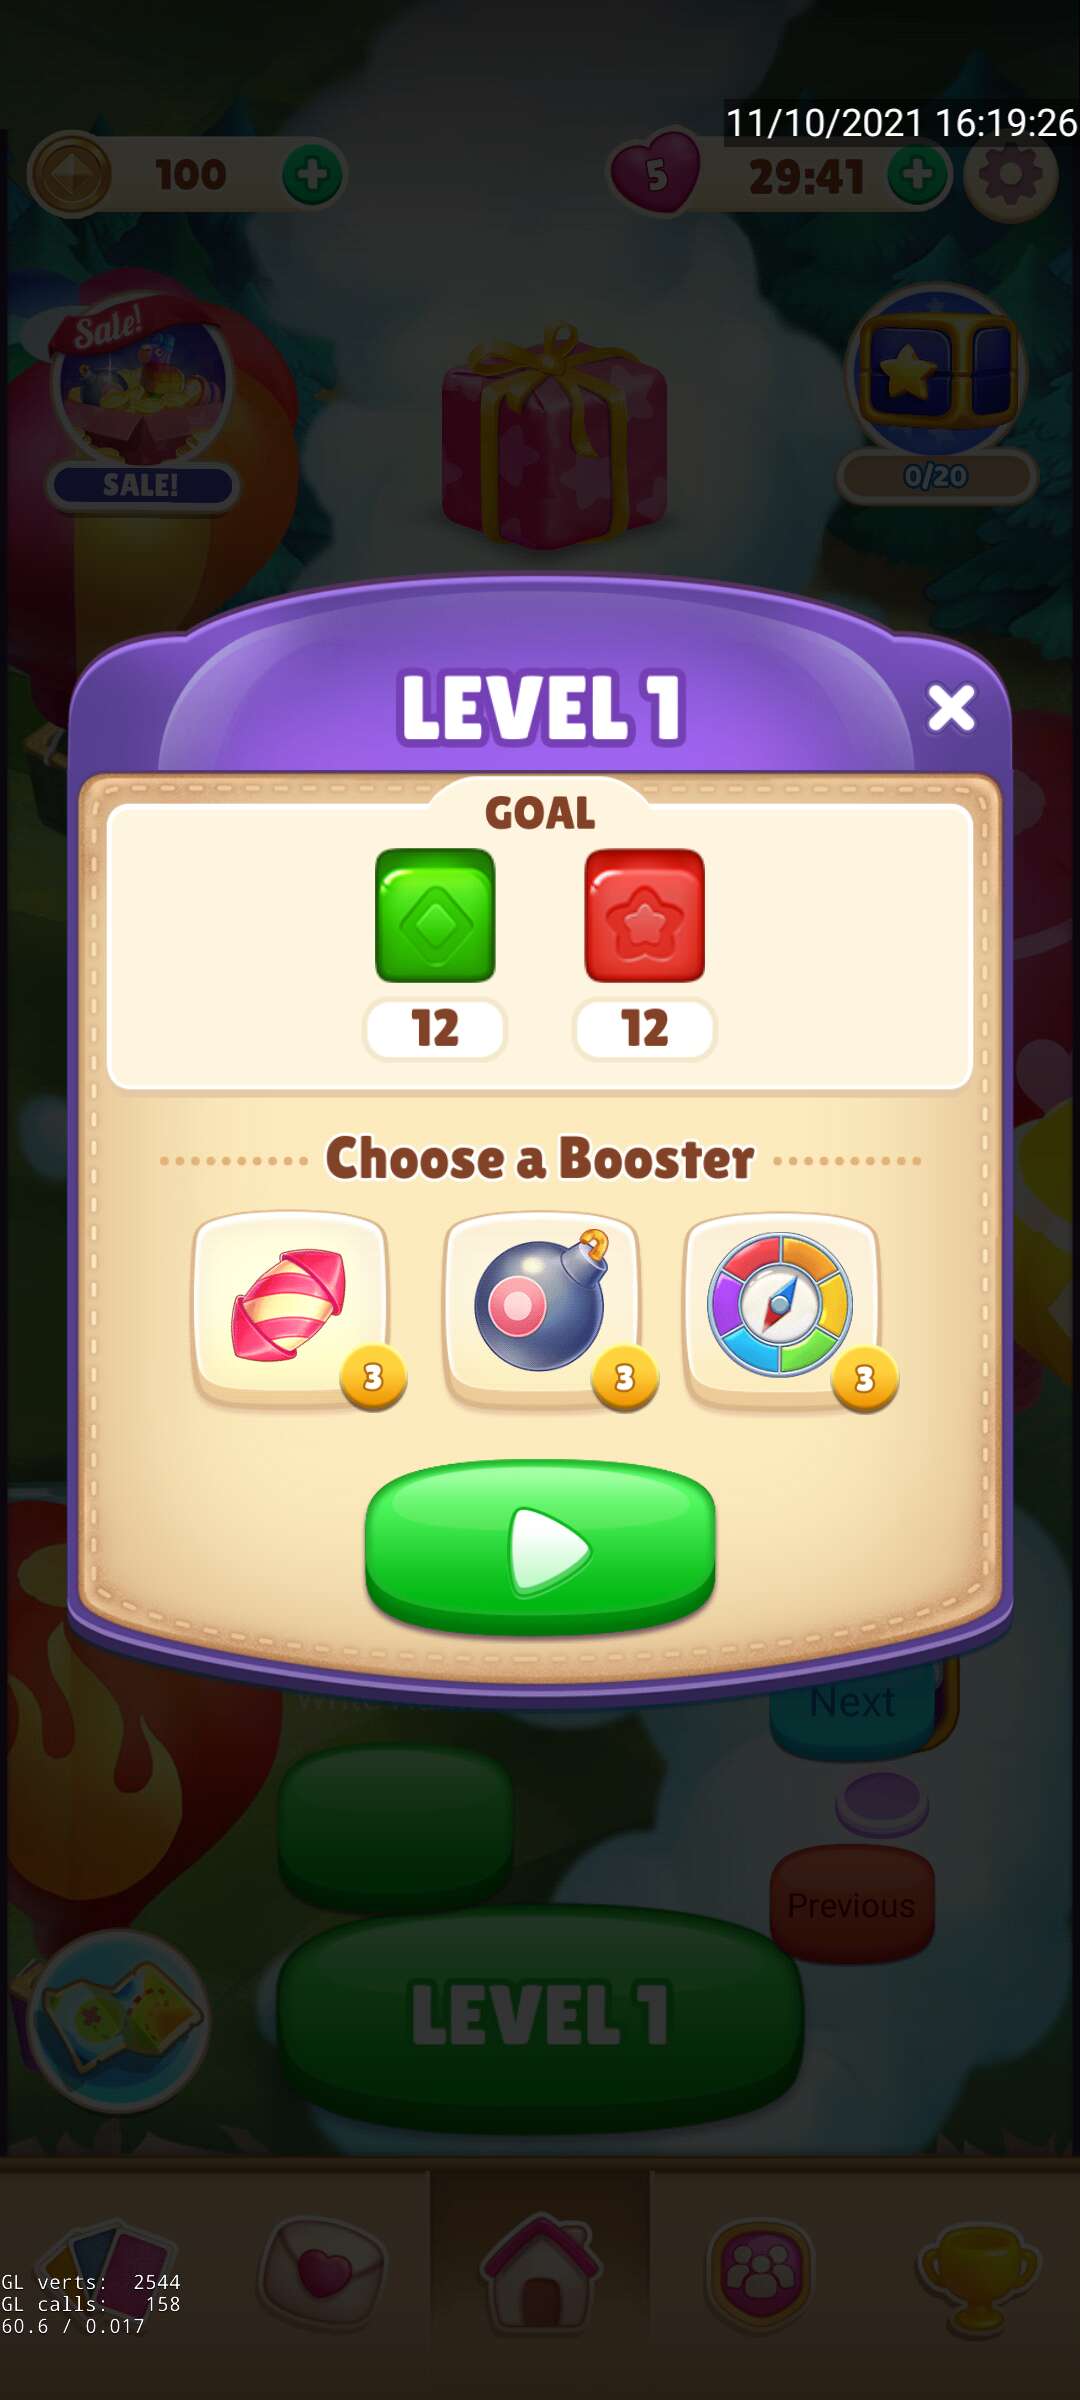 11/10/2021 16:19:26
100
5
29:41
Sale!
SALE!
0/20
LEVEL 1
GOAL
12
12
Choose a Booster
3
3
3
Next
Previous
LEVEL 1
GL verts: 2544
GL calls: 158
60.6 / 0.017